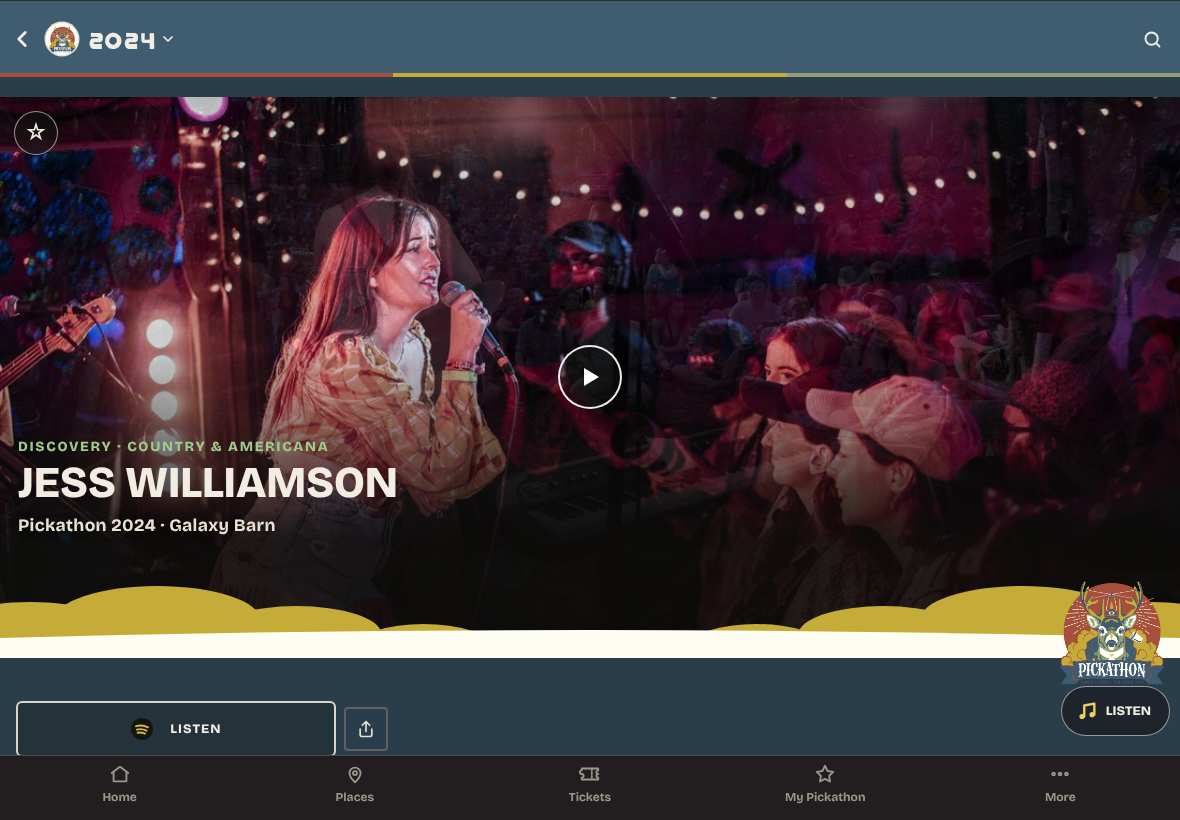 2024
DISCOVERY · COUNTRY & AMERICANA
JESS WILLIAMSON
Pickathon 2024 · Galaxy Barn
PICKATHON
LISTEN
LISTEN
Home
Places
Tickets
My Pickathon
More